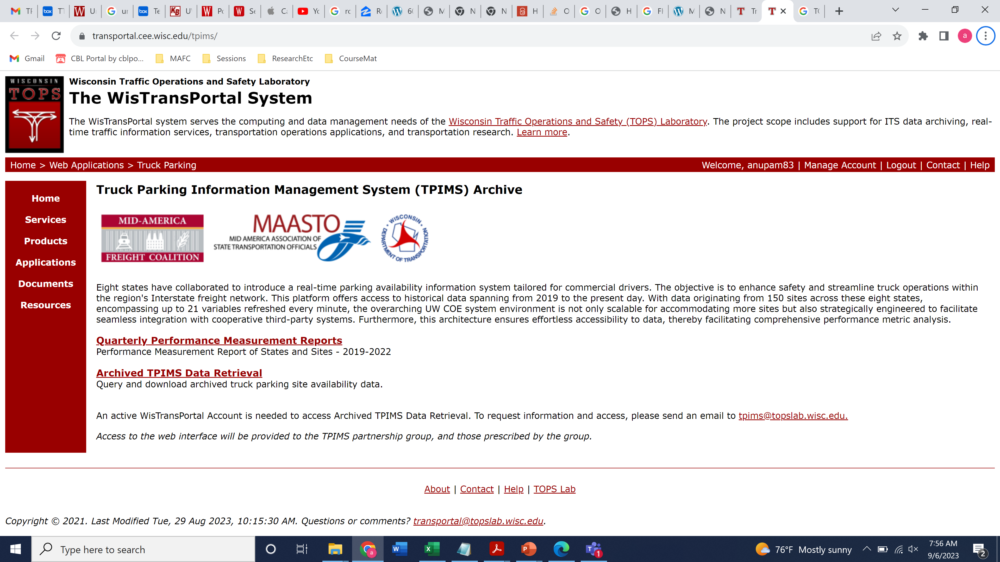 TF TT Ur ur Te U Po Se Ca Yo ro Re 6( M N N H O O H Fl M N Tr T(
transportal.cee.wisc.edu/tpims/
a
Gmail CBL Portal by cblpo... MAFC Sessions ResearchEtc CourseMat
WISCONSIN
TOPS
Wisconsin Traffic Operations and Safety Laboratory
The WisTransPortal System
The WisTransPortal system serves the computing and data management needs of the Wisconsin Traffic Operations and Safety (TOPS) Laboratory. The project scope includes support for ITS data archiving, real-
time traffic information services, transportation operations applications, and transportation research. Learn more.
Home > Web Applications > Truck Parking
Welcome, anupam83 | Manage Account | Logout | Contact | Help
Home
Services
Products
Applications
Documents
Resources
Truck Parking Information Management System (TPIMS) Archive
MID-AMERICA
FREIGHT COALITION
MAASTO
MID AMERICA ASSOCIATION OF
STATE TRANSPORTATION OFFICIALS
WISCONSIN
DEPARTMENT OF TRANSPORTATION
Eight states have collaborated to introduce a real-time parking availability information system tailored for commercial drivers. The objective is to enhance safety and streamline truck operations within
the region's Interstate freight network. This platform offers access to historical data spanning from 2019 to the present day. With data originating from 150 sites across these eight states,
encompassing up to 21 variables refreshed every minute, the overarching UW COE system environment is not only scalable for accommodating more sites but also strategically engineered to facilitate
seamless integration with cooperative third-party systems. Furthermore, this architecture ensures effortless accessibility to data, thereby facilitating comprehensive performance metric analysis.
Quarterly Performance Measurement Reports
Performance Measurement Report of States and Sites - 2019-2022
Archived TPIMS Data Retrieval
Query and download archived truck parking site availability data.
An active WisTransPortal Account is needed to access Archived TPIMS Data Retrieval. To request information and access, please send an email to tpims@topslab.wisc.edu.
Access to the web interface will be provided to the TPIMS partnership group, and those prescribed by the group.
About | Contact | Help | TOPS Lab
Copyright © 2021. Last Modified Tue, 29 Aug 2023, 10:15:30 AM. Questions or comments? transportal@topslab.wisc.edu.
Type here to search
76°F Mostly sunny
7:56 AM
9/6/2023
2